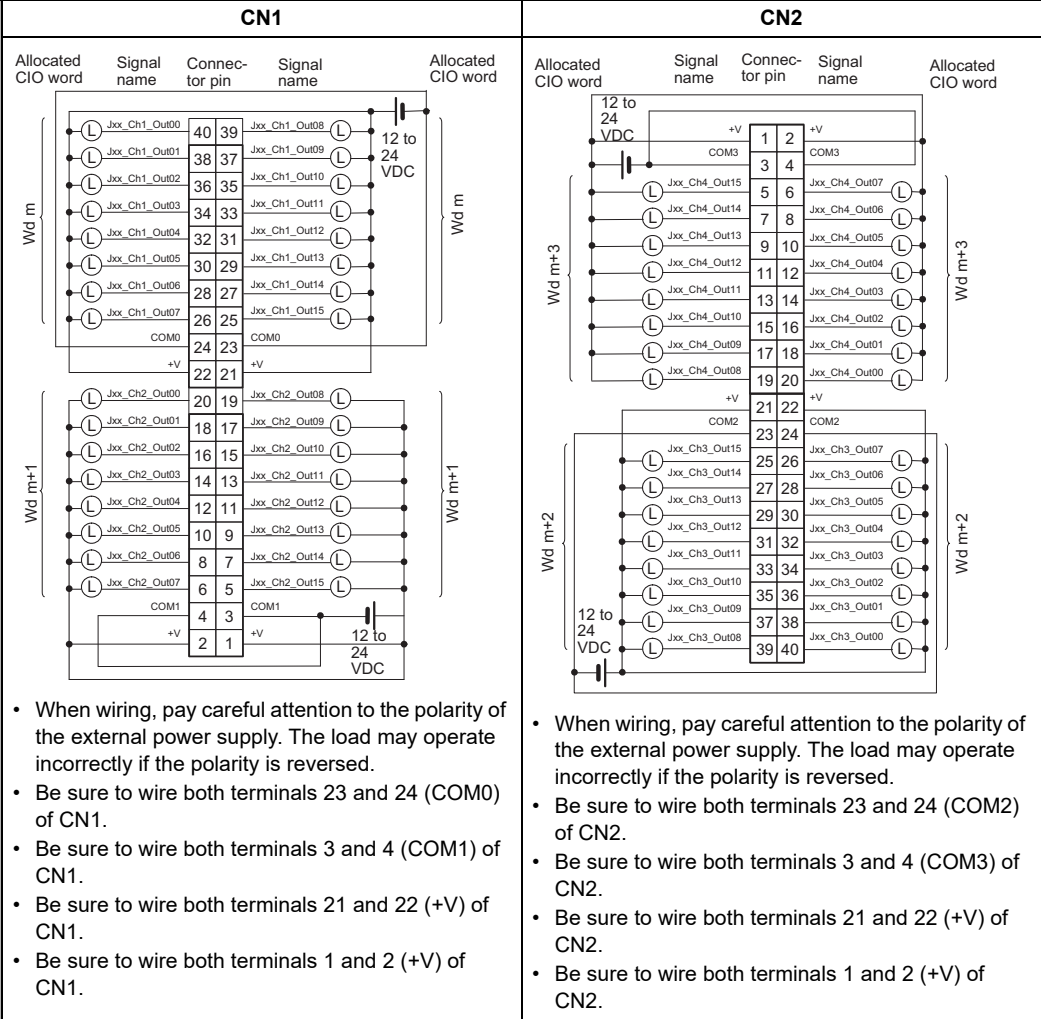 CN1
CN2
Allocated CIO word
Signal name
Connec-tor pin
Signal name
Allocated CIO word
12 to 24 VDC
Wd m
Wd m
L Jxx_Ch1_Out00 40 39 Jxx_Ch1_Out08 L
L Jxx_Ch1_Out01 38 37 Jxx_Ch1_Out09 L
L Jxx_Ch1_Out02 36 35 Jxx_Ch1_Out10 L
L Jxx_Ch1_Out03 34 33 Jxx_Ch1_Out11 L
L Jxx_Ch1_Out04 32 31 Jxx_Ch1_Out12 L
L Jxx_Ch1_Out05 30 29 Jxx_Ch1_Out13 L
L Jxx_Ch1_Out06 28 27 Jxx_Ch1_Out14 L
L Jxx_Ch1_Out07 26 25 Jxx_Ch1_Out15 L
COM0 24 23 COM0
+V 22 21 +V
Wd m+1
Wd m+1
L Jxx_Ch2_Out00 20 19 Jxx_Ch2_Out08 L
L Jxx_Ch2_Out01 18 17 Jxx_Ch2_Out09 L
L Jxx_Ch2_Out02 16 15 Jxx_Ch2_Out10 L
L Jxx_Ch2_Out03 14 13 Jxx_Ch2_Out11 L
L Jxx_Ch2_Out04 12 11 Jxx_Ch2_Out12 L
L Jxx_Ch2_Out05 10 9 Jxx_Ch2_Out13 L
L Jxx_Ch2_Out06 8 7 Jxx_Ch2_Out14 L
L Jxx_Ch2_Out07 6 5 Jxx_Ch2_Out15 L
COM1 4 3 COM1
+V 2 1 +V
12 to 24 VDC
• When wiring, pay careful attention to the polarity of
the external power supply. The load may operate
incorrectly if the polarity is reversed.
• Be sure to wire both terminals 23 and 24 (COM0)
of CN1.
• Be sure to wire both terminals 3 and 4 (COM1) of
CN1.
• Be sure to wire both terminals 21 and 22 (+V) of
CN1.
• Be sure to wire both terminals 1 and 2 (+V) of
CN1.
Allocated CIO word
Signal name
Connec-tor pin
Signal name
Allocated CIO word
12 to 24 VDC
+V 1 2 +V
COM3 3 4 COM3
Wd m+3
Wd m+3
L Jxx_Ch4_Out15 5 6 Jxx_Ch4_Out07 L
L Jxx_Ch4_Out14 7 8 Jxx_Ch4_Out06 L
L Jxx_Ch4_Out13 9 10 Jxx_Ch4_Out05 L
L Jxx_Ch4_Out12 11 12 Jxx_Ch4_Out04 L
L Jxx_Ch4_Out11 13 14 Jxx_Ch4_Out03 L
L Jxx_Ch4_Out10 15 16 Jxx_Ch4_Out02 L
L Jxx_Ch4_Out09 17 18 Jxx_Ch4_Out01 L
L Jxx_Ch4_Out08 19 20 Jxx_Ch4_Out00 L
+V 21 22 +V
COM2 23 24 COM2
Wd m+2
Wd m+2
L Jxx_Ch3_Out15 25 26 Jxx_Ch3_Out07 L
L Jxx_Ch3_Out14 27 28 Jxx_Ch3_Out06 L
L Jxx_Ch3_Out13 29 30 Jxx_Ch3_Out05 L
L Jxx_Ch3_Out12 31 32 Jxx_Ch3_Out04 L
L Jxx_Ch3_Out11 33 34 Jxx_Ch3_Out03 L
L Jxx_Ch3_Out10 35 36 Jxx_Ch3_Out02 L
L Jxx_Ch3_Out09 37 38 Jxx_Ch3_Out01 L
L Jxx_Ch3_Out08 39 40 Jxx_Ch3_Out00 L
12 to 24 VDC
• When wiring, pay careful attention to the polarity of
the external power supply. The load may operate
incorrectly if the polarity is reversed.
• Be sure to wire both terminals 23 and 24 (COM2)
of CN2.
• Be sure to wire both terminals 3 and 4 (COM3) of
CN2.
• Be sure to wire both terminals 21 and 22 (+V) of
CN2.
• Be sure to wire both terminals 1 and 2 (+V) of
CN2.